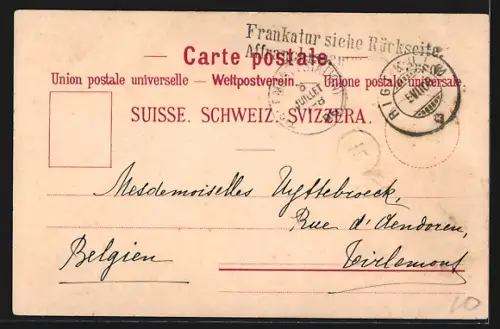 Frankatur siehe Rückseite.
Carte postale.
Union postale universelle. – Weltpostverein. – Unione postale universale.
SUISSE. SCHWEIZ. SVIZZERA.
JUILLET
Mesdemoiselles Uyttebroeck,
Rue d'Aendoren,
Belgien Tirlemont
10